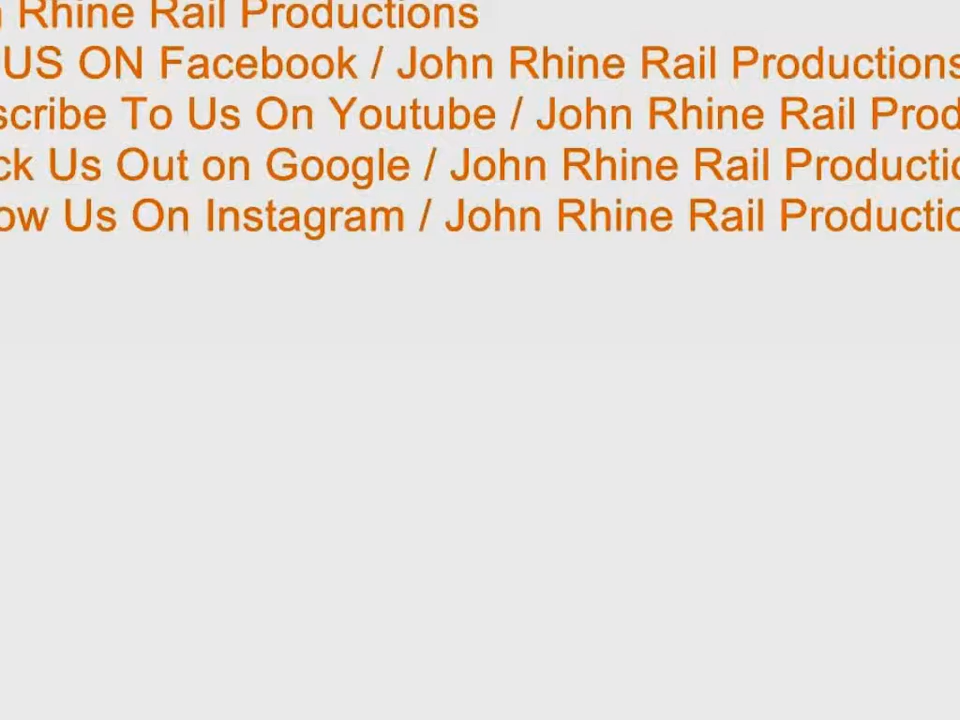 Rhine Rail Productions
US ON Facebook / John Rhine Rail Productions
scribe To Us On Youtube / John Rhine Rail Prod
ck Us Out on Google / John Rhine Rail Productio
ow Us On Instagram / John Rhine Rail Productio